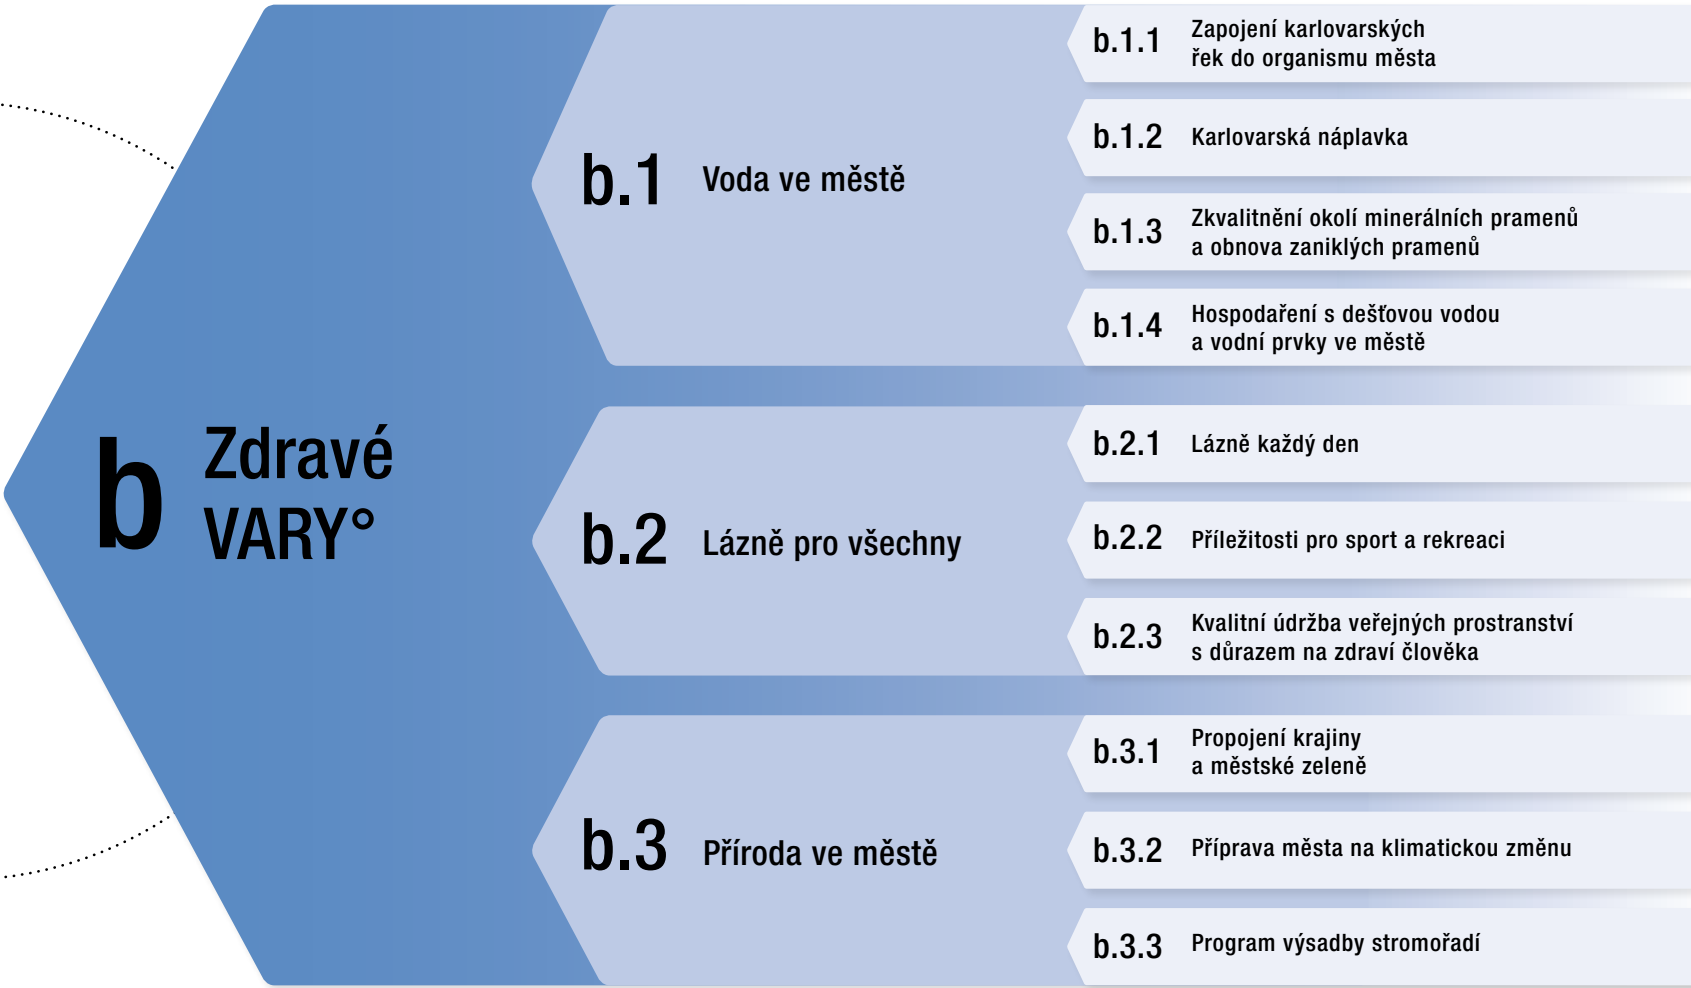 b
Zdravé
VARY°
b.1 Voda ve městě
b.1.1 Zapojení karlovarských
řek do organismu města
b.1.2 Karlovarská náplavka
b.1.3 Zkvalitnění okolí minerálních pramenů
a obnova zaniklých pramenů
b.1.4 Hospodaření s dešťovou vodou
a vodní prvky ve městě
b.2 Lázně pro všechny
b.2.1 Lázně každý den
b.2.2 Příležitosti pro sport a rekreaci
b.2.3 Kvalitní údržba veřejných prostranství
s důrazem na zdraví člověka
b.3 Příroda ve městě
b.3.1 Propojení krajiny
a městské zeleně
b.3.2 Příprava města na klimatickou změnu
b.3.3 Program výsadby stromořadí